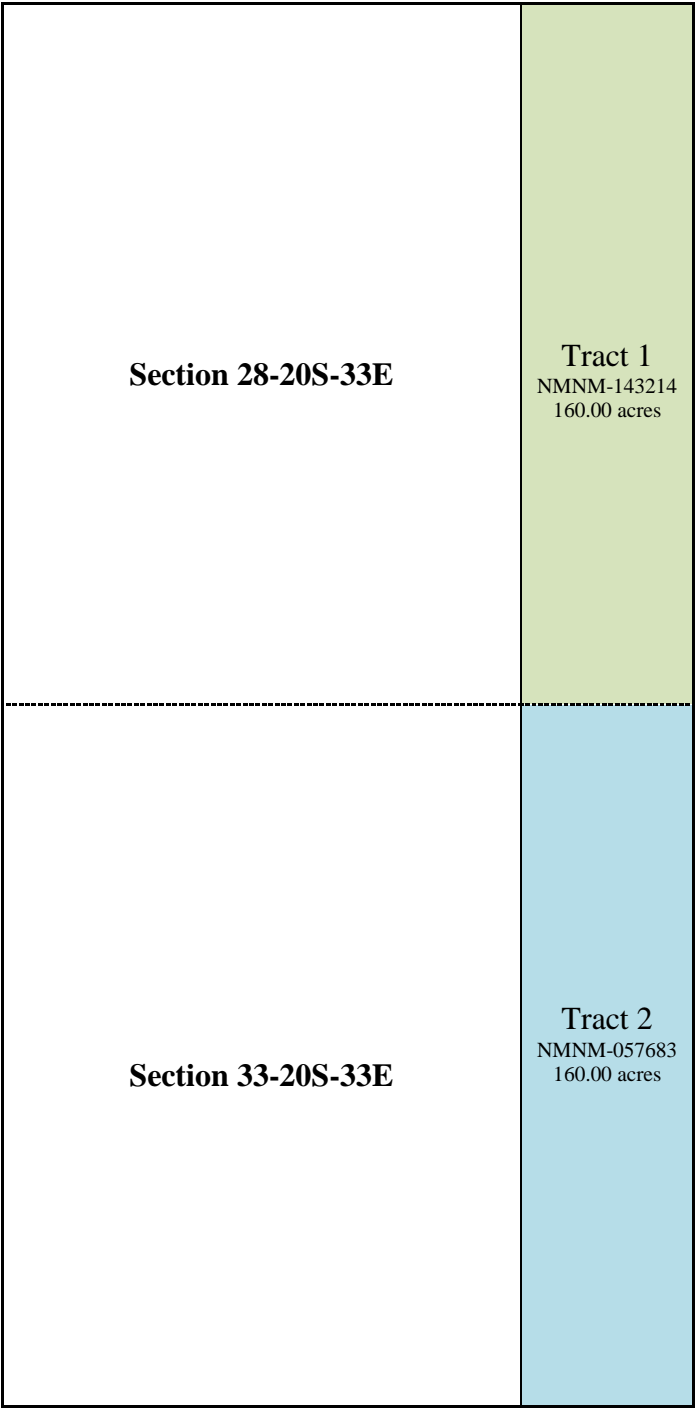 Section 28-20S-33E
Tract 1
NMNM-143214
160.00 acres
Section 33-20S-33E
Tract 2
NMNM-057683
160.00 acres